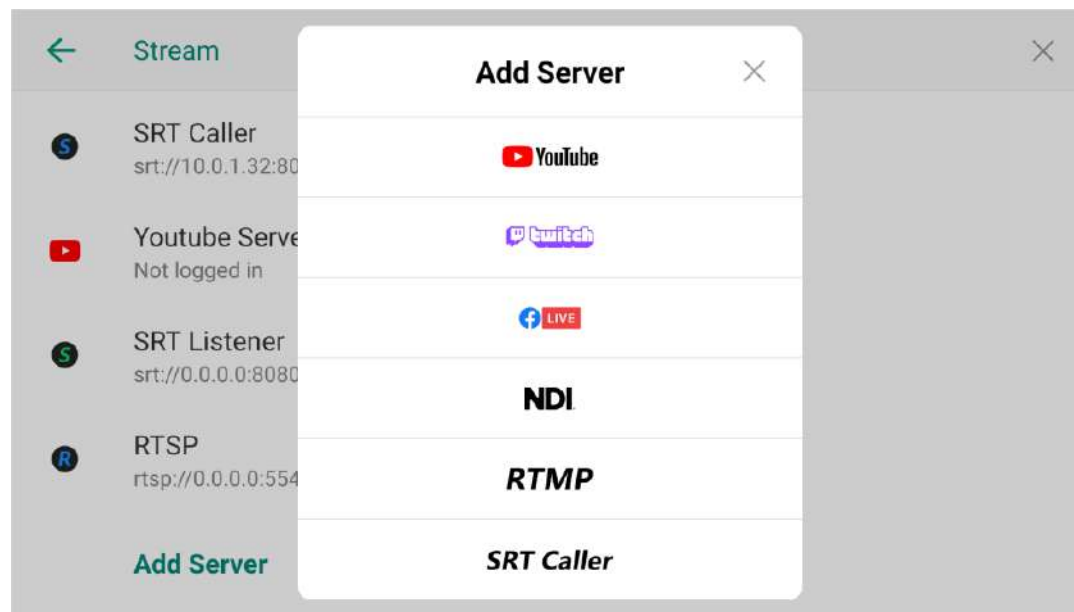 Stream
SRT Caller
srt://10.0.1.32:80
Youtube Serve
Not logged in
SRT Listener
srt://0.0.0.0:8080
RTSP
rtsp://0.0.0.0:554
Add Server
Add Server
YouTube
twitch
LIVE
NDI
RTMP
SRT Caller